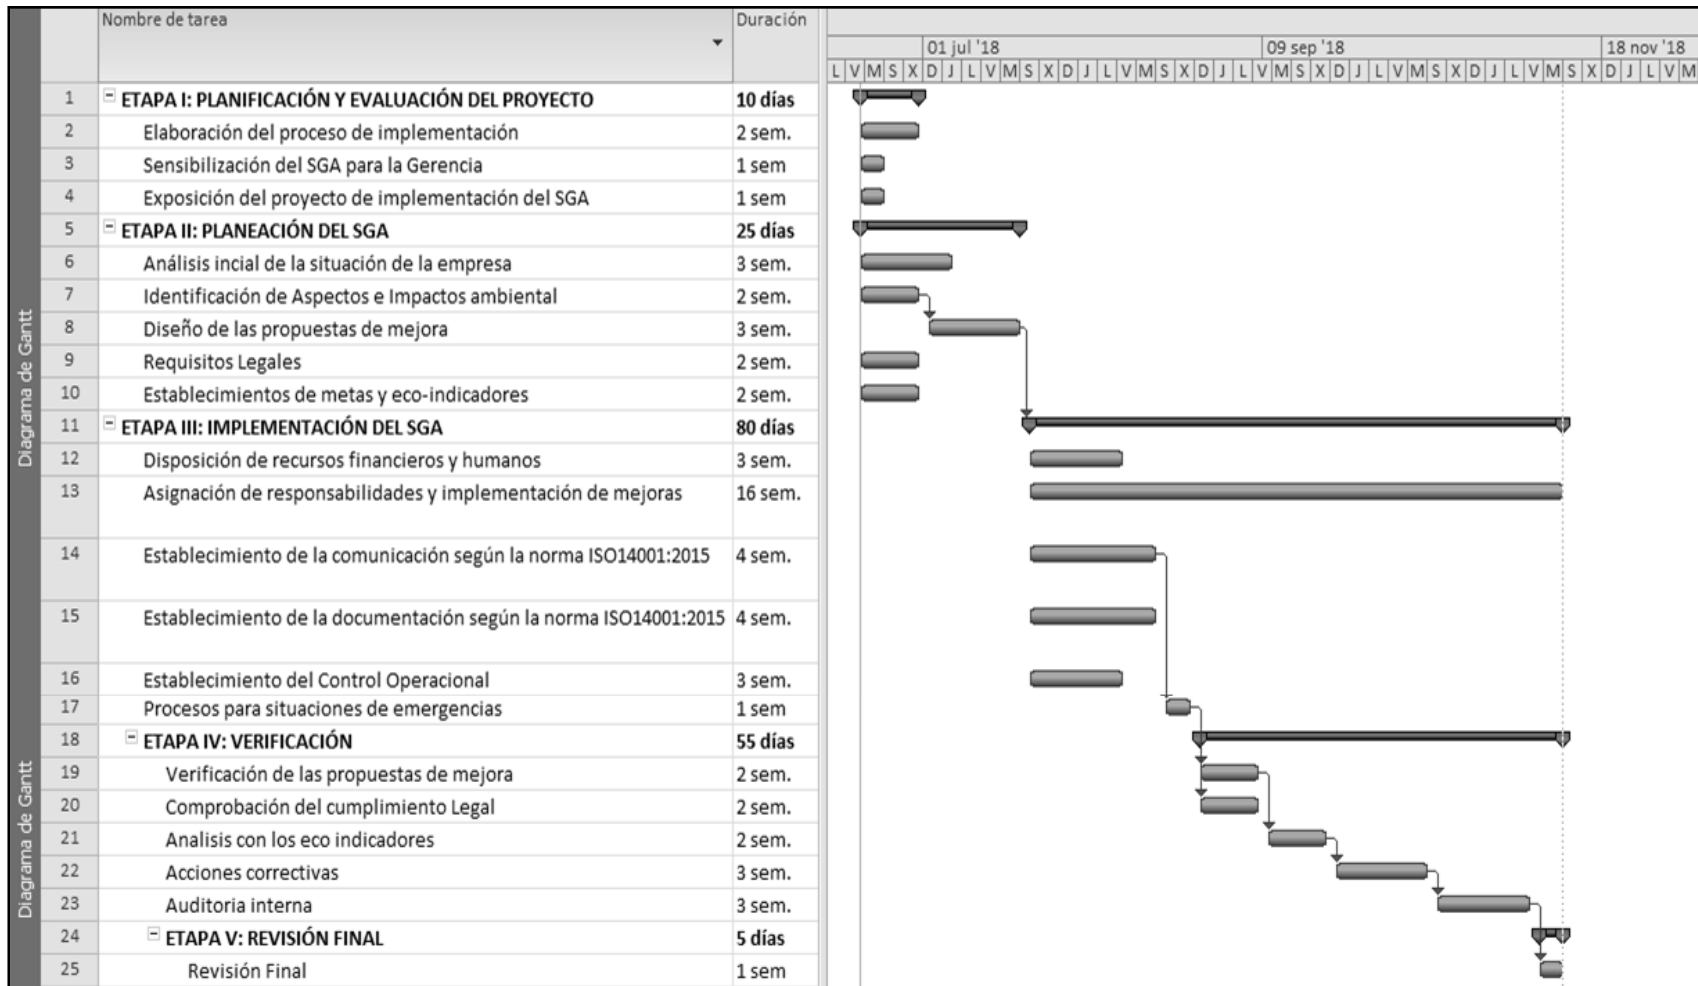 Nombre de tarea Duración
01 jul '18 09 sep '18 18 nov '18
L V M S X D J L V M S X D J L V M S X D J L V M S X D J L V M S X D J L V M S X D J L V M
1 ETAPA I: PLANIFICACIÓN Y EVALUACIÓN DEL PROYECTO 10 días
2 Elaboración del proceso de implementación 2 sem.
3 Sensibilización del SGA para la Gerencia 1 sem
4 Exposición del proyecto de implementación del SGA 1 sem
5 ETAPA II: PLANEACIÓN DEL SGA 25 días
6 Análisis incial de la situación de la empresa 3 sem.
7 Identificación de Aspectos e Impactos ambiental 2 sem.
8 Diseño de las propuestas de mejora 3 sem.
9 Requisitos Legales 2 sem.
10 Establecimientos de metas y eco-indicadores 2 sem.
11 ETAPA III: IMPLEMENTACIÓN DEL SGA 80 días
12 Disposición de recursos financieros y humanos 3 sem.
13 Asignación de responsabilidades y implementación de mejoras 16 sem.
14 Establecimiento de la comunicación según la norma ISO14001:2015 4 sem.
15 Establecimiento de la documentación según la norma ISO14001:2015 4 sem.
16 Establecimiento del Control Operacional 3 sem.
17 Procesos para situaciones de emergencias 1 sem
18 ETAPA IV: VERIFICACIÓN 55 días
19 Verificación de las propuestas de mejora 2 sem.
20 Comprobación del cumplimiento Legal 2 sem.
21 Analisis con los eco indicadores 2 sem.
22 Acciones correctivas 3 sem.
23 Auditoria interna 3 sem.
24 ETAPA V: REVISIÓN FINAL 5 días
25 Revisión Final 1 sem
Diagrama de Gantt
Diagrama de Gantt